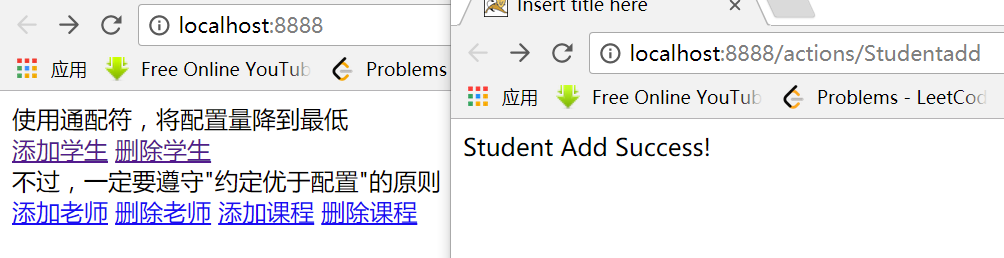 localhost:8888
应用 Free Online YouTub Problems
使用通配符，将配置量降到最低
添加学生 删除学生
不过，一定要遵守"约定优于配置"的原则
添加老师 删除老师 添加课程 删除课程
Insert title here
localhost:8888/actions/Studentadd
应用 Free Online YouTub Problems - LeetCod
Student Add Success!